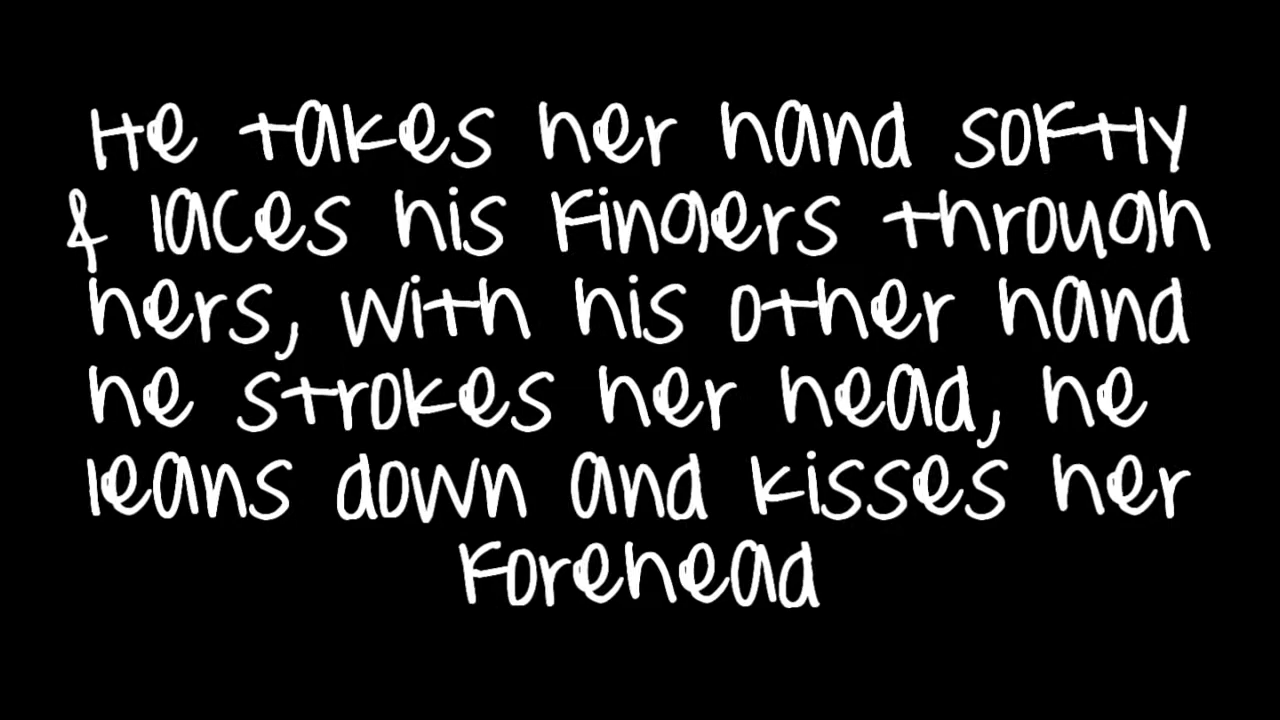 He takes her hand softly
& laces his fingers through
hers, with his other hand
he strokes her head, he
leans down and kisses her
forehead